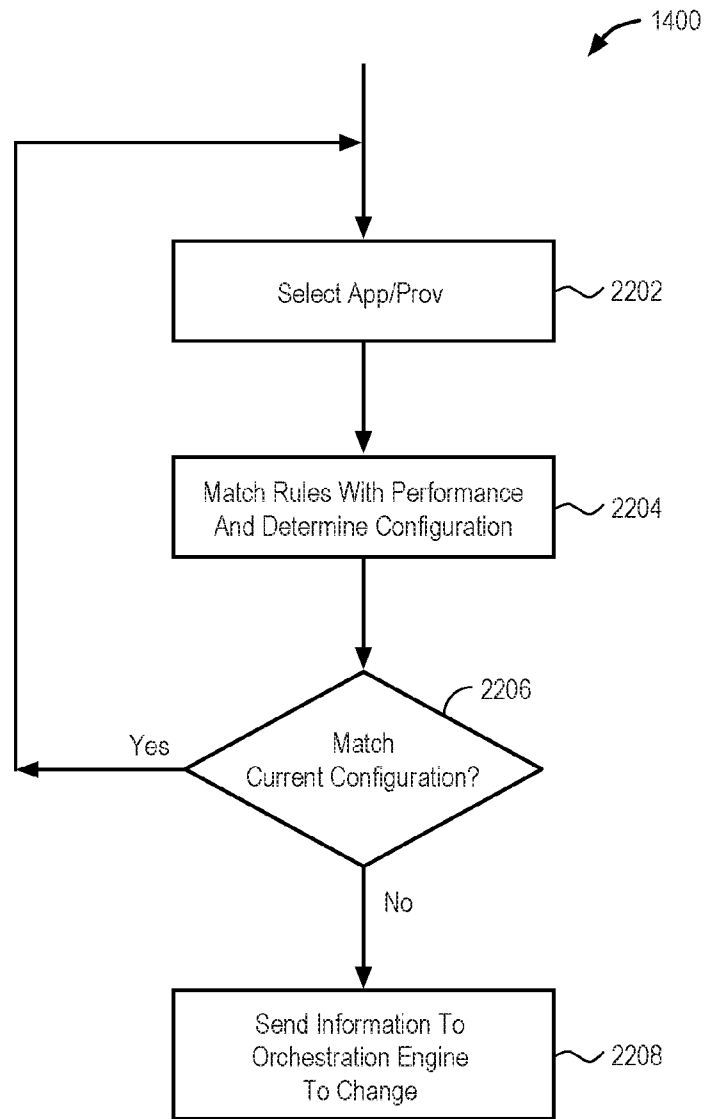 1400
Select App/Prov
2202
Match Rules With Performance
And Determine Configuration
2204
2206
Match
Current Configuration?
Yes
No
Send Information To
Orchestration Engine
To Change
2208